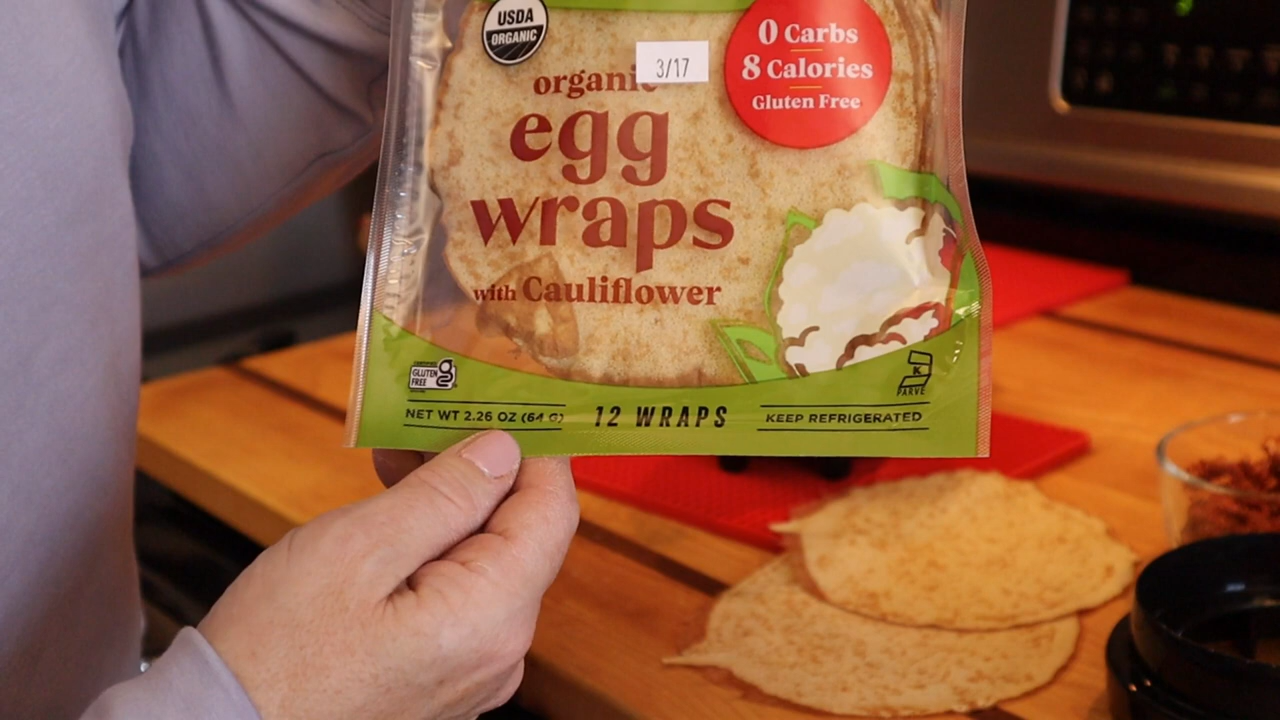 USDA
ORGANIC
0 Carbs
8 Calories
Gluten Free
3/17
organic
egg
wraps
with Cauliflower
GLUTEN
FREE
K
PARVE
NET WT 2.26 OZ (64 G)
12 WRAPS
KEEP REFRIGERATED